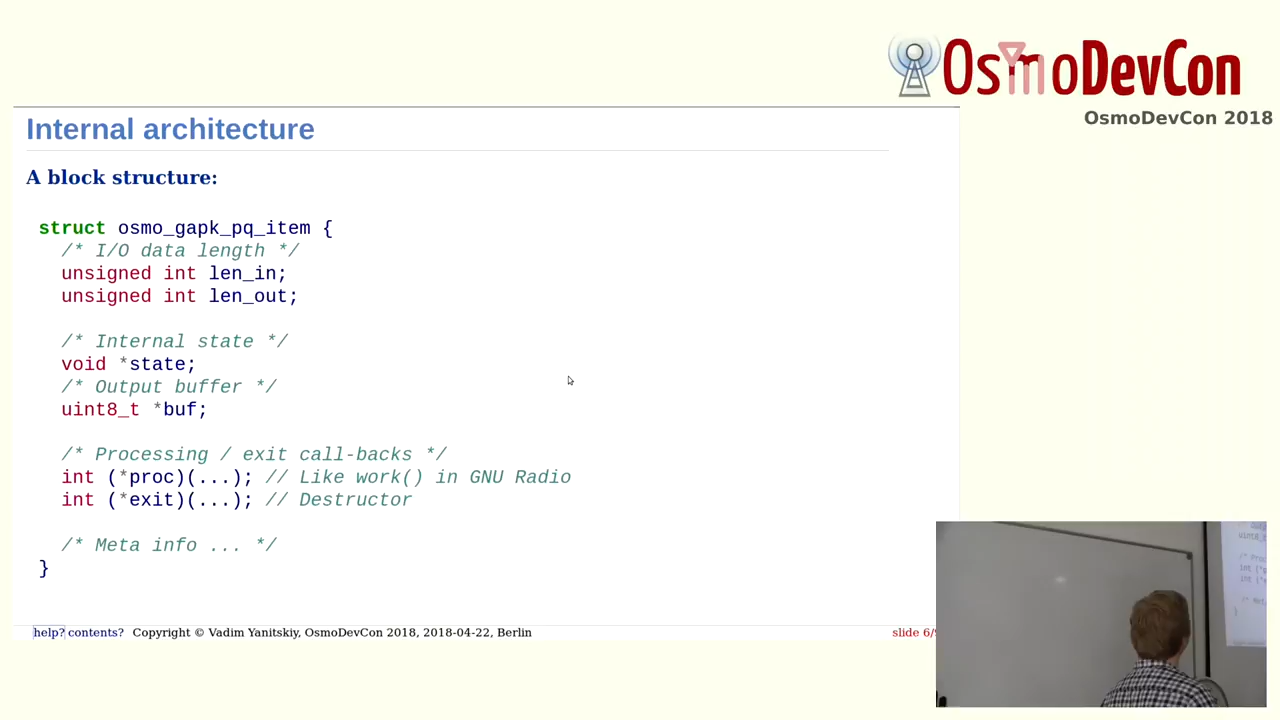 OsmoDevCon
OsmoDevCon 2018
Internal architecture
A block structure:
struct osmo_gapk_pq_item {
/* I/O data length */
unsigned int len_in;
unsigned int len_out;
/* Internal state */
void *state;
/* Output buffer */
uint8_t *buf;
/* Processing / exit call-backs */
int (*proc)(...); // Like work() in GNU Radio
int (*exit)(...); // Destructor
/* Meta info ... */
}
help? contents? Copyright © Vadim Yanitskiy, OsmoDevCon 2018, 2018-04-22, Berlin
slide 6/